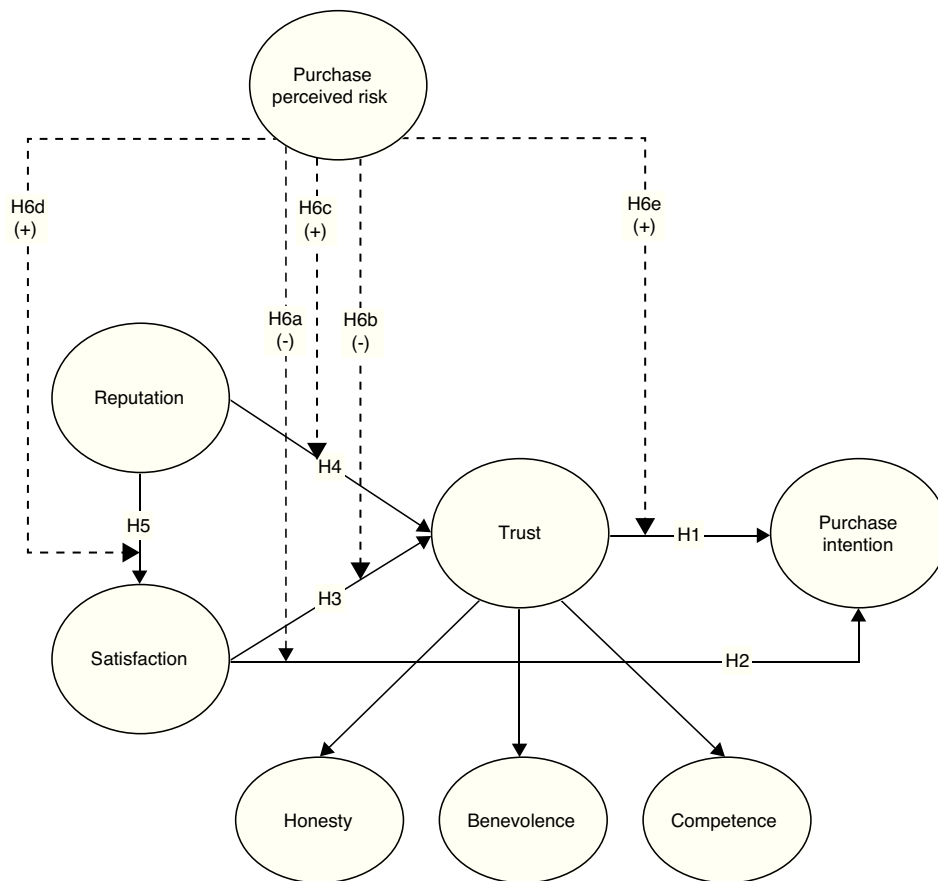 Purchase
perceived risk
H6d
(+)
H6c
(+)
H6e
(+)
H6a
(-)
H6b
(-)
Reputation
H4
H5
Trust
H1
Purchase
intention
H3
Satisfaction
H2
Honesty
Benevolence
Competence